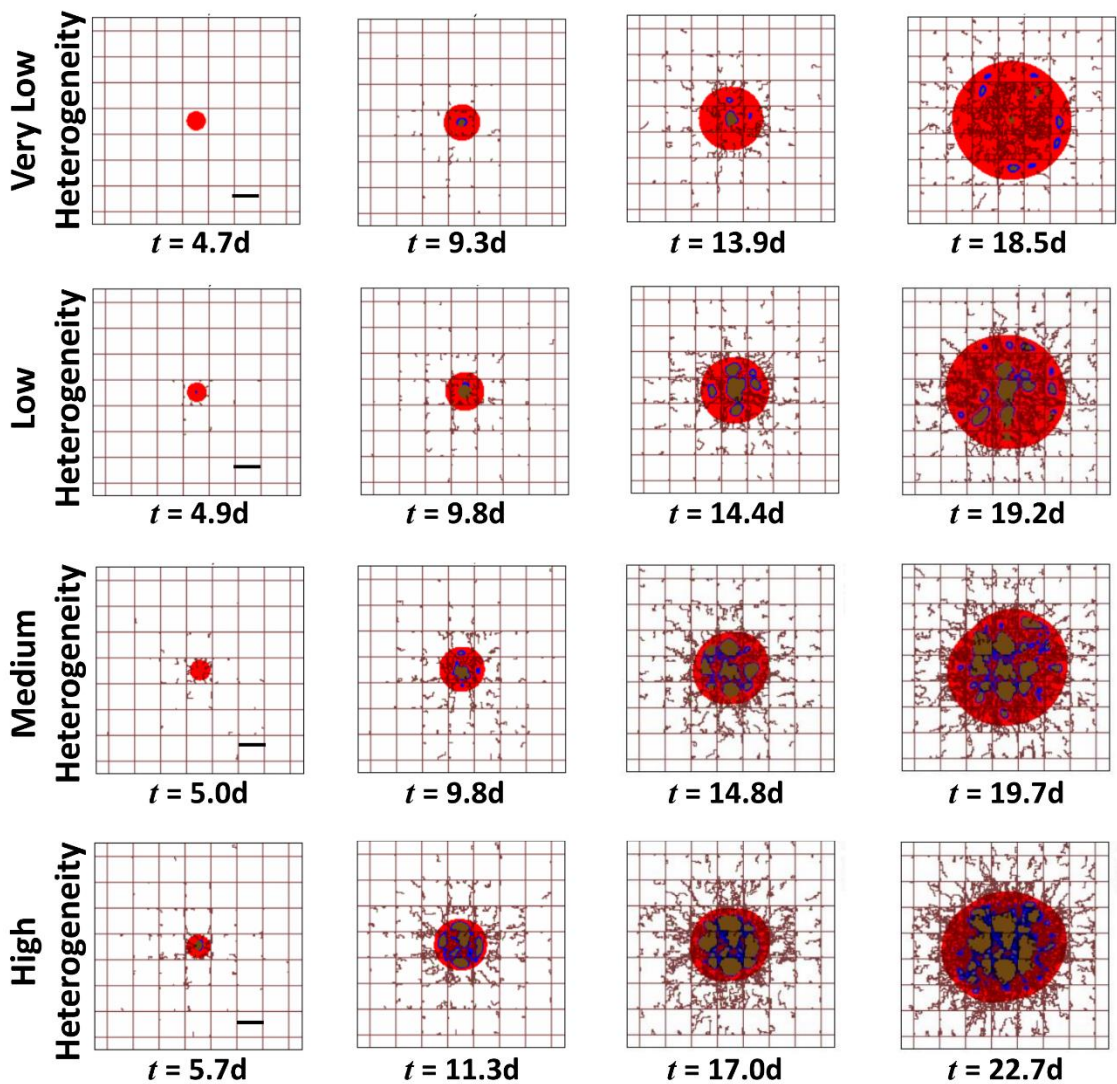 Very Low
Heterogeneity
t = 4.7d
t = 9.3d
t = 13.9d
t = 18.5d
Low
Heterogeneity
t = 4.9d
t = 9.8d
t = 14.4d
t = 19.2d
Medium
Heterogeneity
t = 5.0d
t = 9.8d
t = 14.8d
t = 19.7d
High
Heterogeneity
t = 5.7d
t = 11.3d
t = 17.0d
t = 22.7d